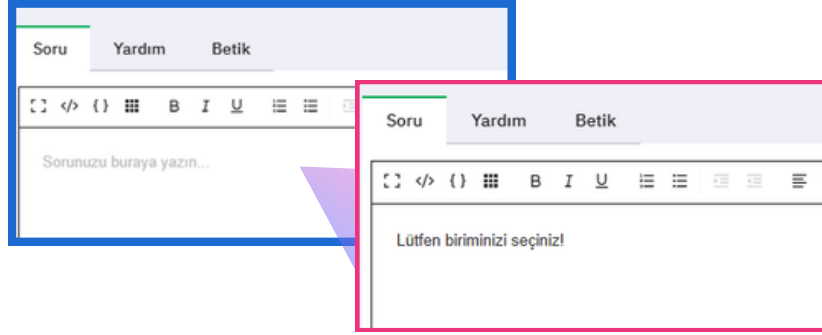 Soru Yardım Betik
B I U
Sorunuzu buraya yazın...
Soru Yardım Betik
B I U
Lütfen biriminizi seçiniz!